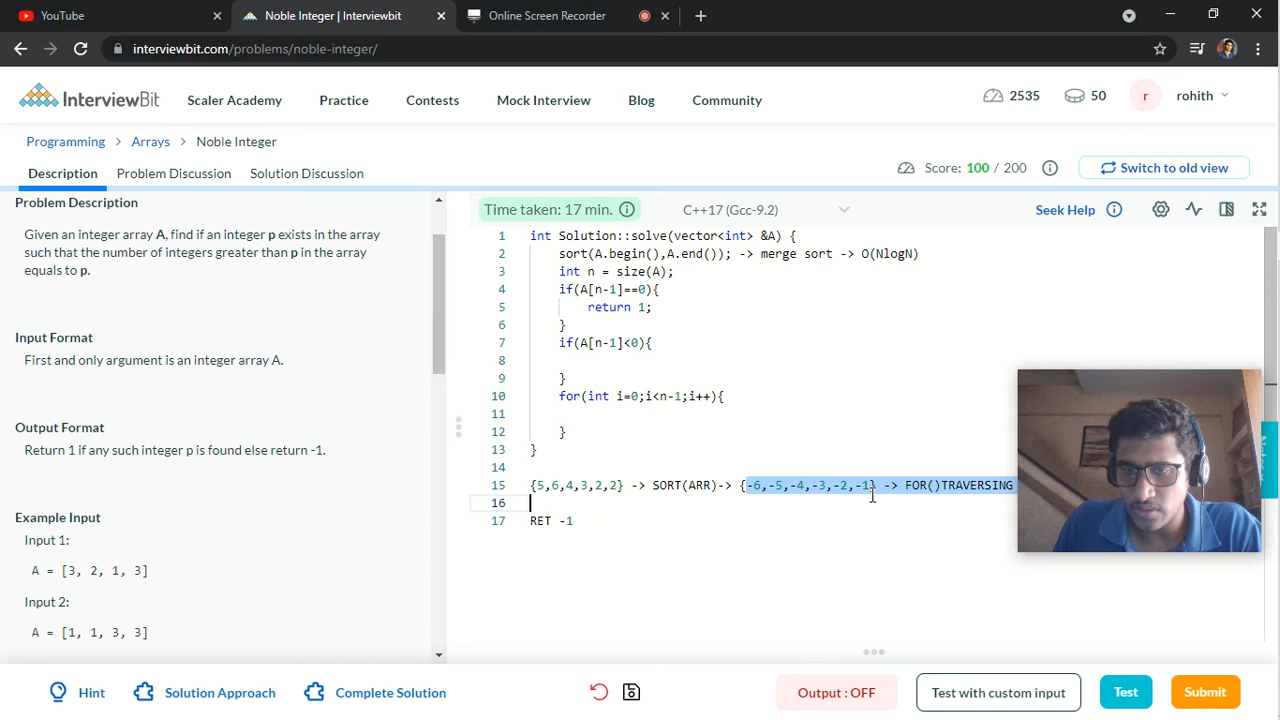 YouTube
Noble Integer | Interviewbit
Online Screen Recorder
interviewbit.com/problems/noble-integer/
InterviewBit
Scaler Academy
Practice
Contests
Mock Interview
Blog
Community
2535
50
r
rohith
Programming > Arrays > Noble Integer
Description
Problem Discussion
Solution Discussion
Score: 100 / 200
Switch to old view
Problem Description
Given an integer array A, find if an integer p exists in the array
such that the number of integers greater than p in the array
equals to p.
Input Format
First and only argument is an integer array A.
Output Format
Return 1 if any such integer p is found else return -1.
Example Input
Input 1:
A = [3, 2, 1, 3]
Input 2:
A = [1, 1, 3, 3]
Time taken: 17 min.
C++17 (Gcc-9.2)
Seek Help
1 int Solution::solve(vector<int> &A) {
2 sort(A.begin(),A.end()); -> merge sort -> O(NlogN)
3 int n = size(A);
4 if(A[n-1]==0){
5 return 1;
6 }
7 if(A[n-1]<0){
8
9 }
10 for(int i=0;i<n-1;i++){
11
12 }
13 }
14
15 {5,6,4,3,2,2} -> SORT(ARR)-> {-6,-5,-4,-3,-2,-1} -> FOR()TRAVERSING
16
17 RET -1
Hint
Solution Approach
Complete Solution
Output : OFF
Test with custom input
Test
Submit